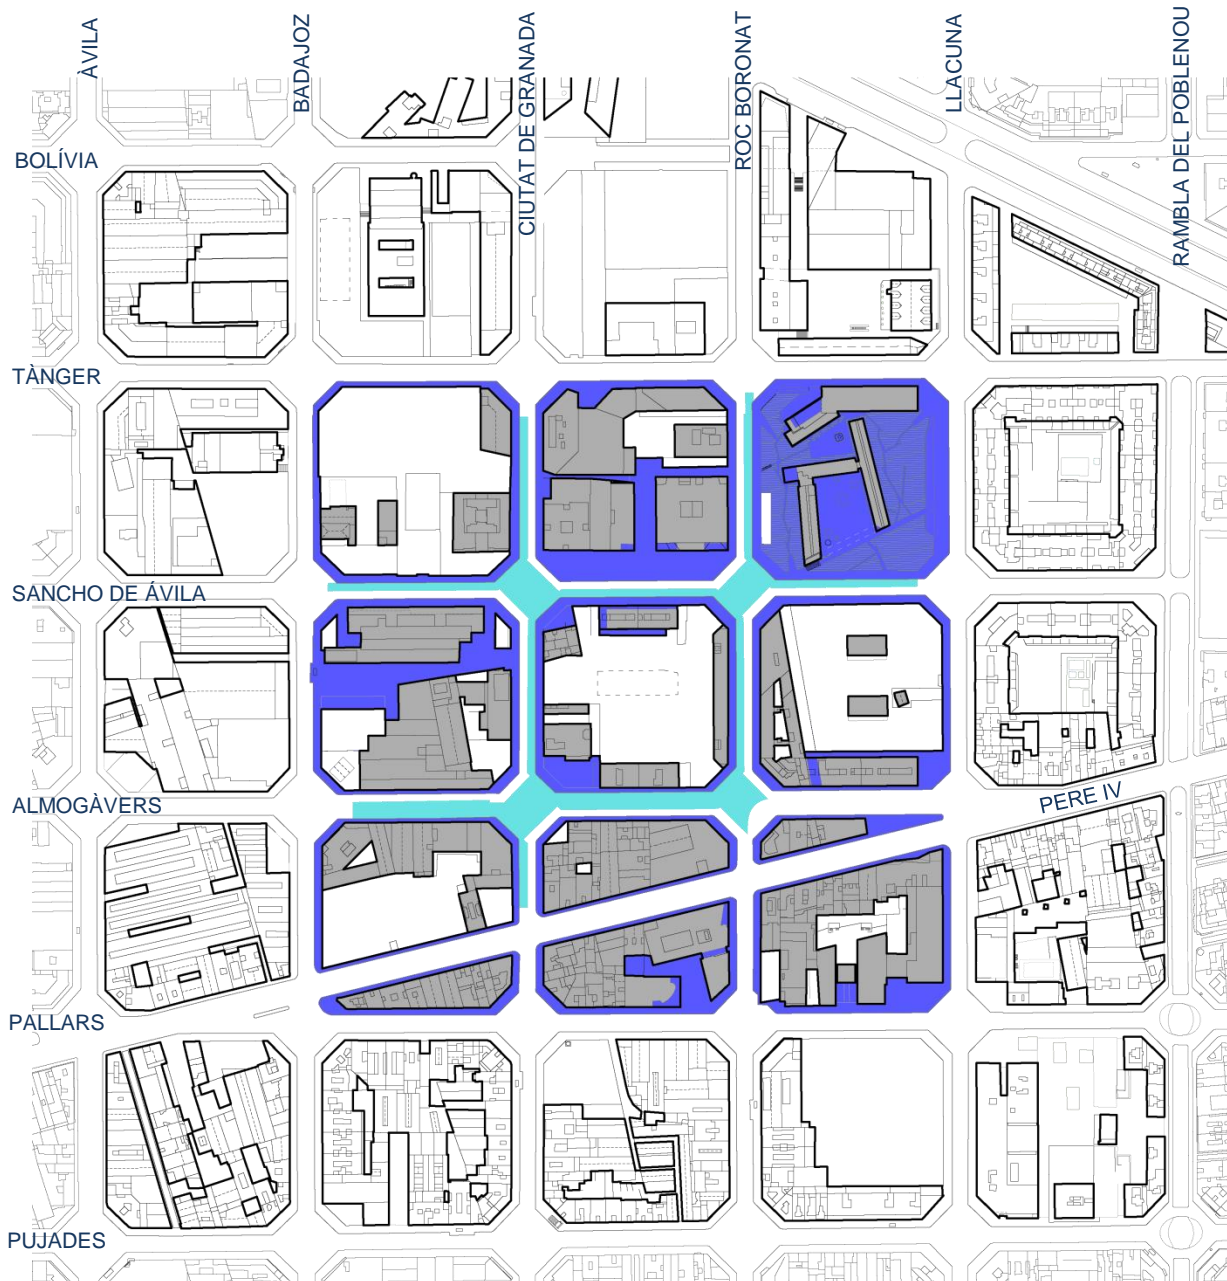 ÀVILA
BADAJOZ
CIUTAT DE GRANADA
ROC BORONAT
LLACUNA
RAMBLA DEL POBLENOU
BOLÍVIA
TÀNGER
SANCHO DE ÁVILA
ALMOGÀVERS
PERE IV
PALLARS
PUJADES